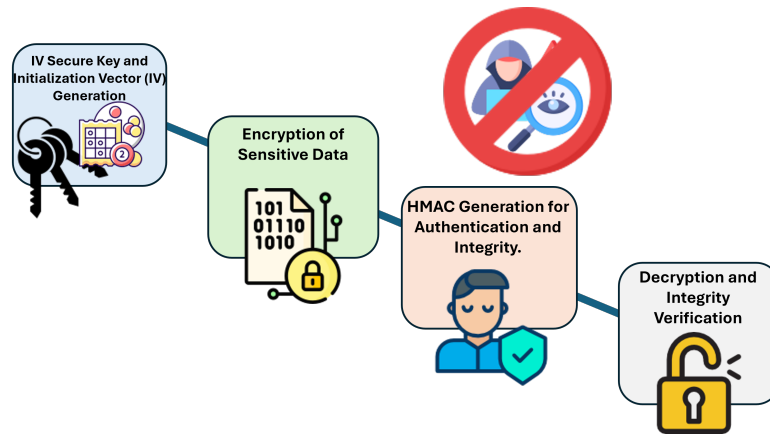 IV Secure Key and
Initialization Vector (IV)
Generation
2
Encryption of
Sensitive Data
101
01110
1010
HMAC Generation for
Authentication and
Integrity.
Decryption and
Integrity
Verification